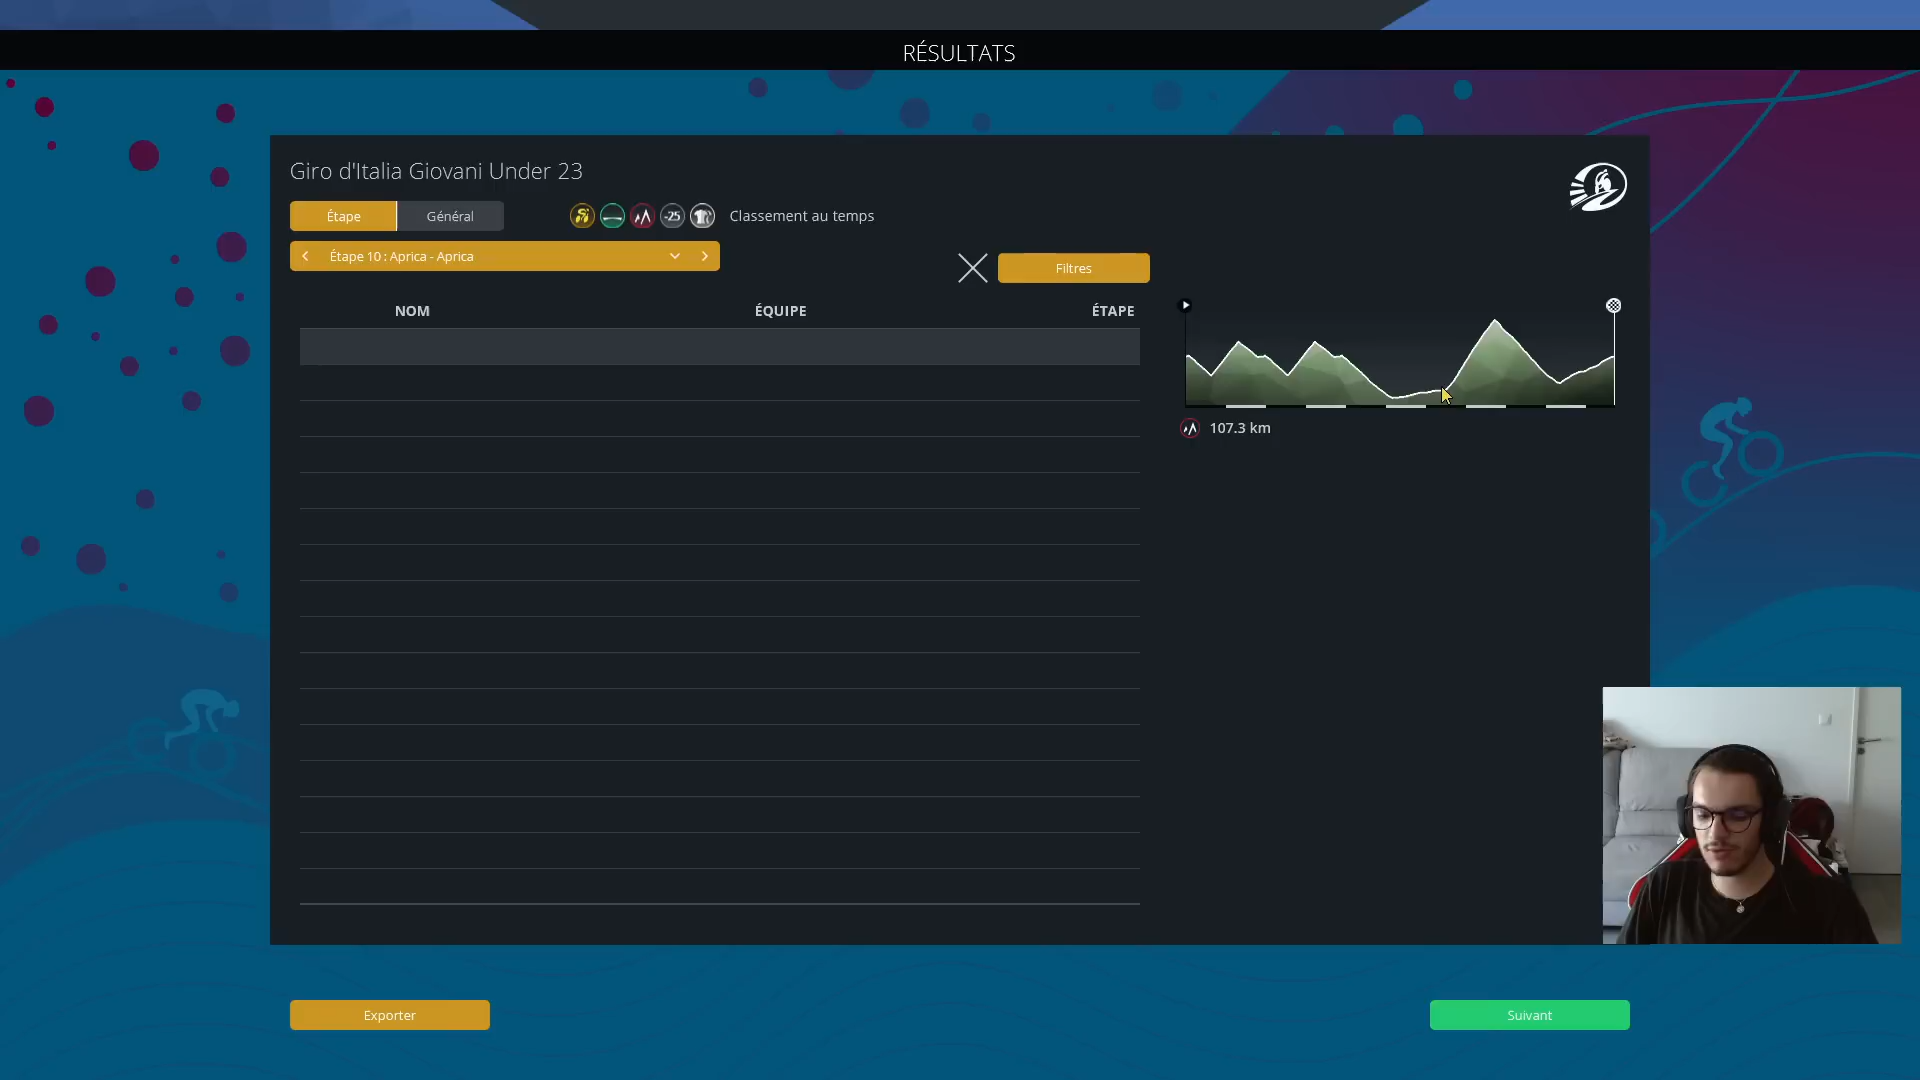 RÉSULTATS
Giro d'Italia Giovani Under 23
Étape Général -25 Classement au temps
Étape 10 : Aprica - Aprica
Filtres
NOM ÉQUIPE ÉTAPE
107.3 km
Exporter Suivant